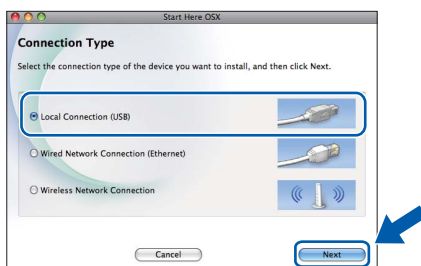 Start Here OSX
Connection Type
Select the connection type of the device you want to install, and then click Next.
Local Connection (USB)
Wired Network Connection (Ethernet)
Wireless Network Connection
Cancel
Next